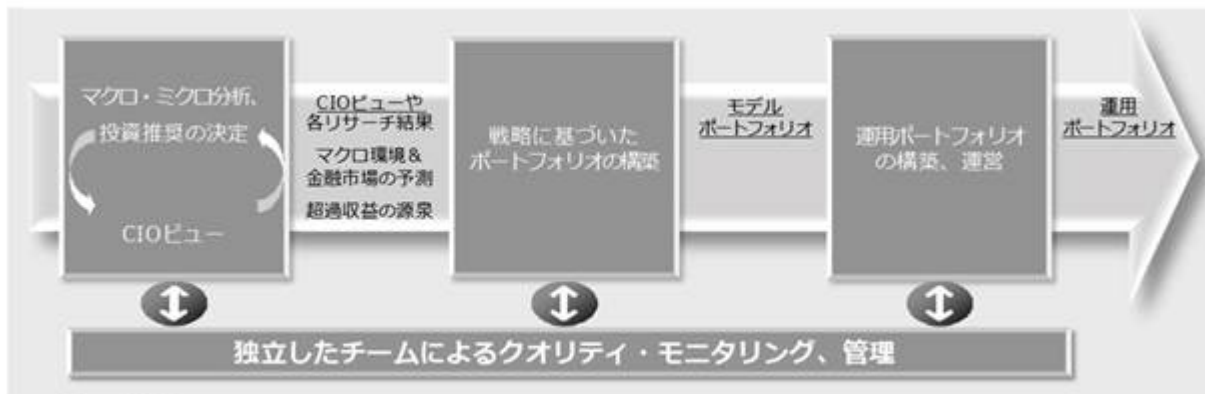 マクロ・ミクロ分析、
投資推奨の決定
CIOビュー
CIOビューや
各リサーチ結果
マクロ環境＆
金融市場の予測
超過収益の源泉
戦略に基づいた
ポートフォリオの構築
モデル
ポートフォリオ
運用ポートフォリオ
の構築、運営
運用
ポートフォリオ
独立したチームによるクオリティ・モニタリング、管理